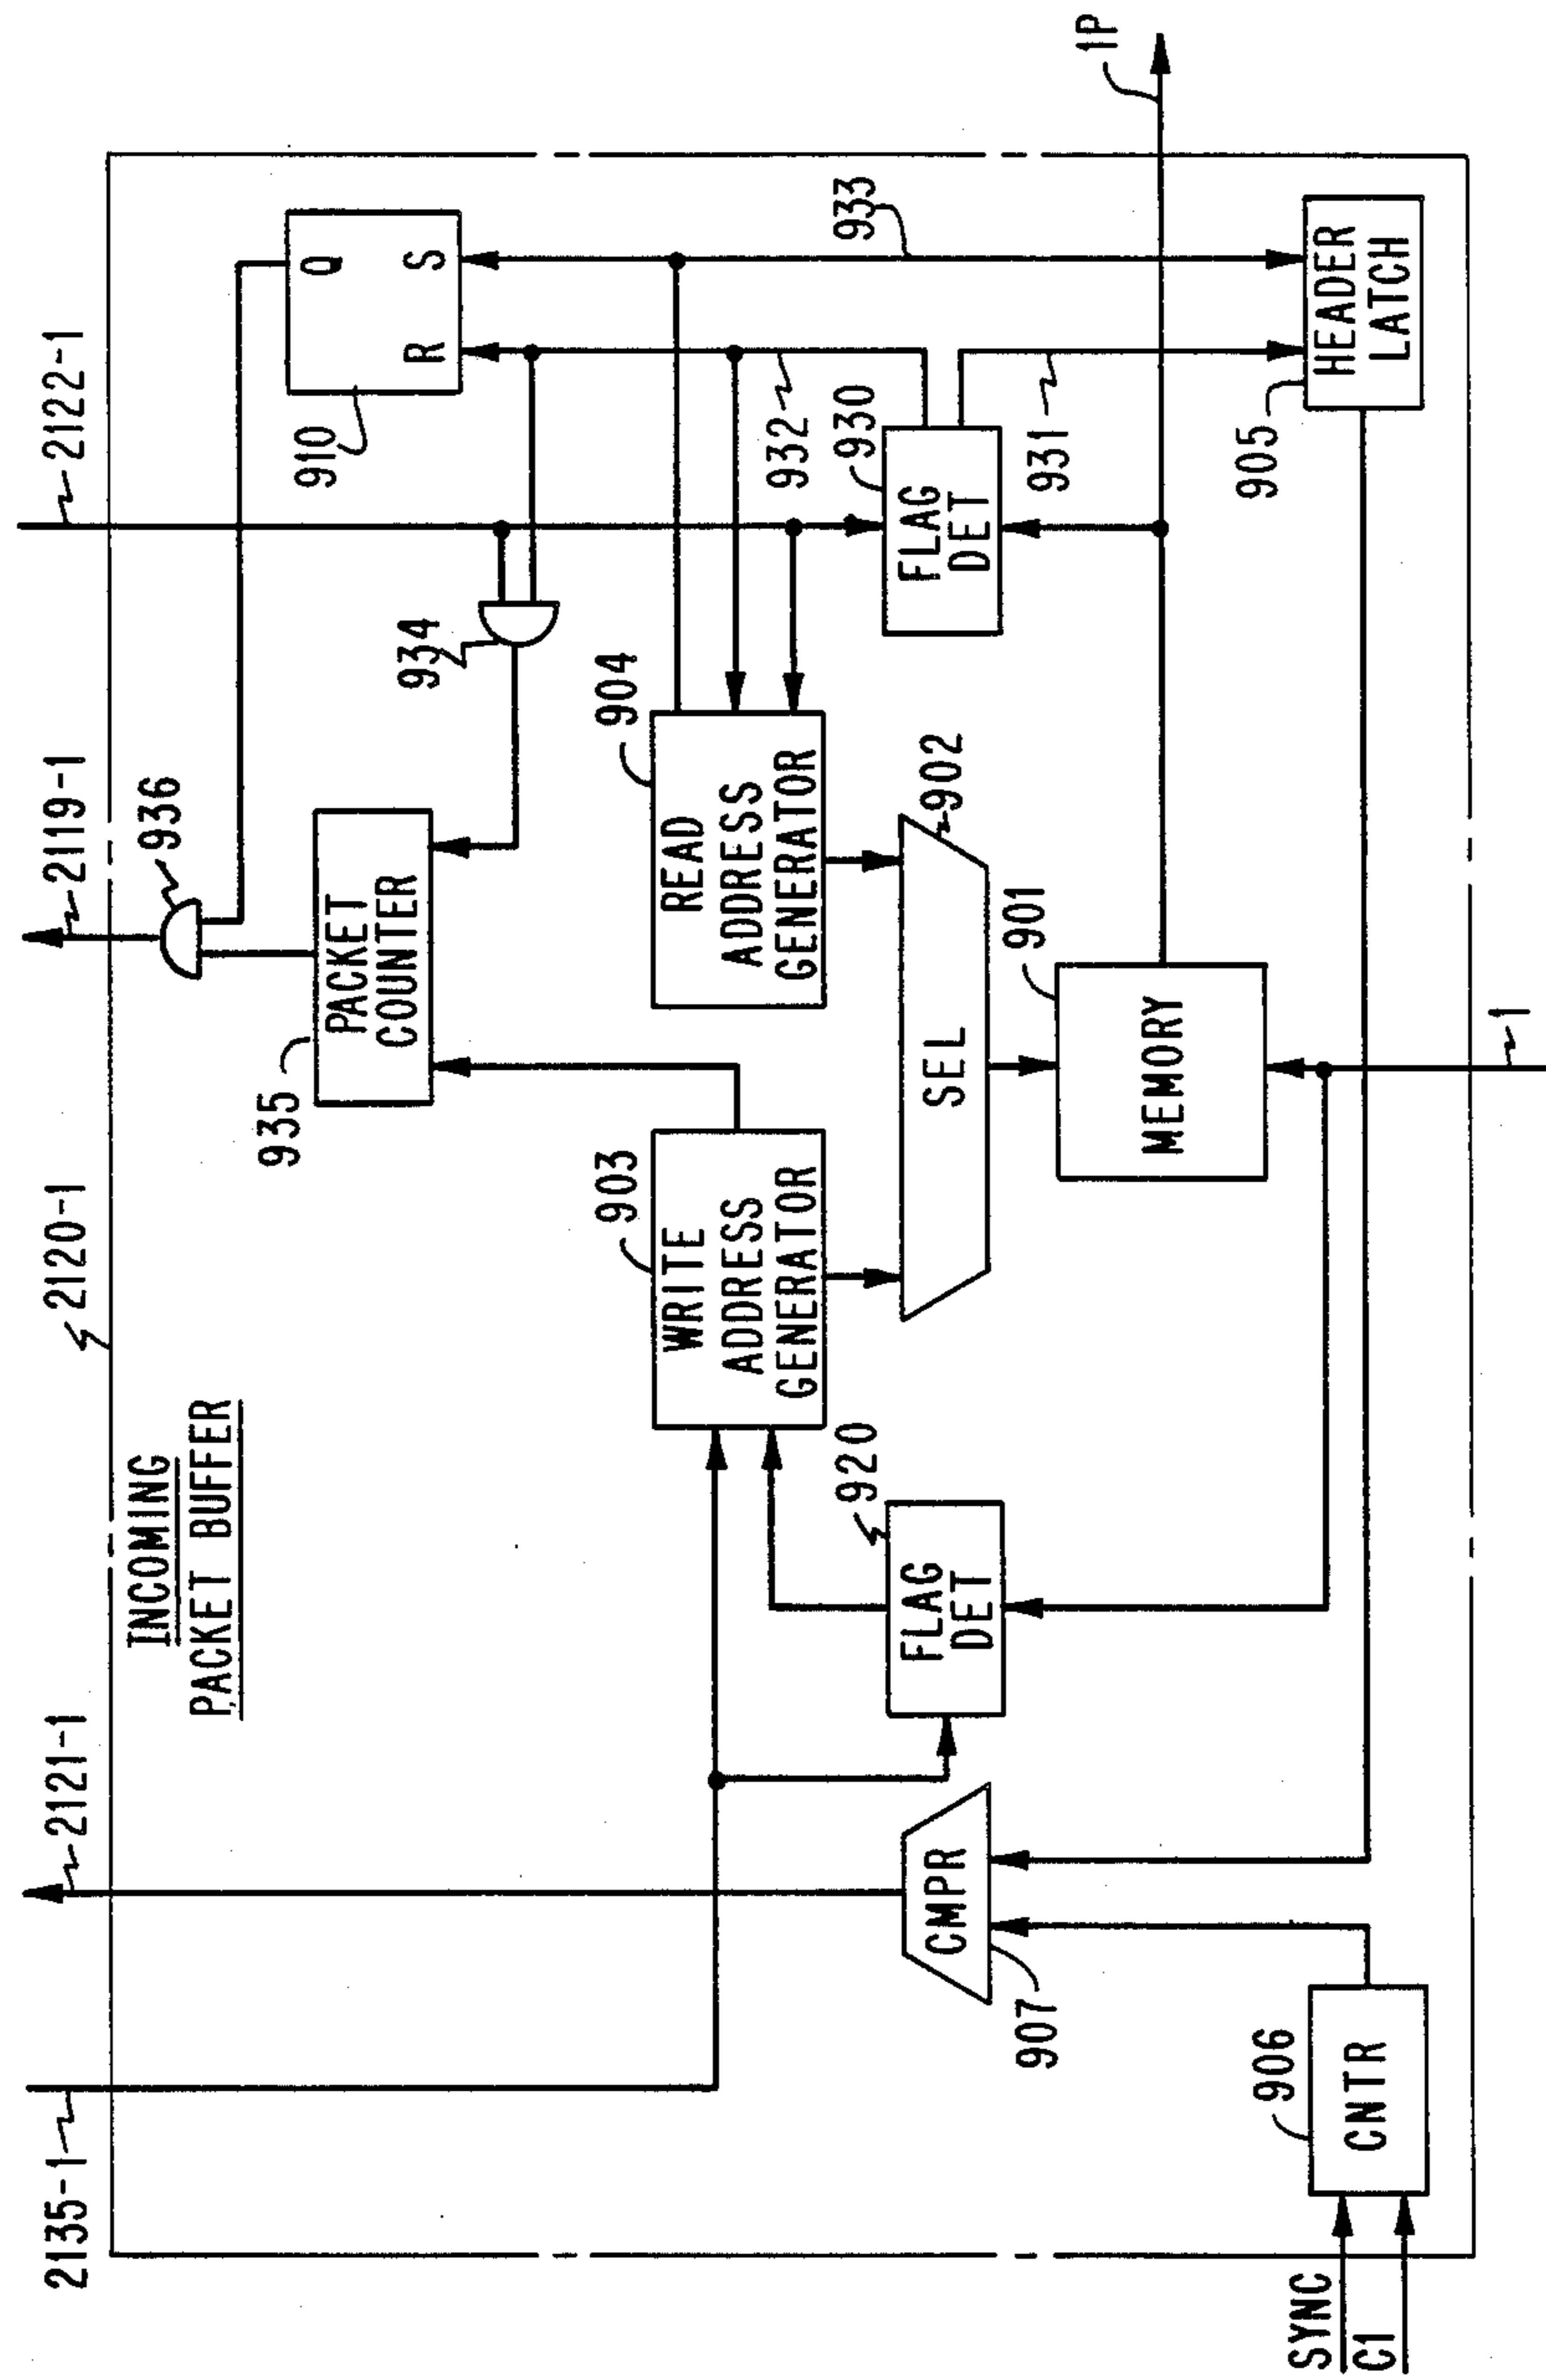 INCOMING
PACKET BUFFER
2135-1
2121-1
2120-1
2119-1
2122-1
936
935
PACKET
COUNTER
934
910
Q
R
S
903
WRITE
ADDRESS
GENERATOR
904
READ
ADDRESS
GENERATOR
932
933
920
FLAG
DET
902
SEL
930
FLAG
DET
931
907
CMPR
901
MEMORY
1P
906
CNTR
905
HEADER
LATCH
SYNC
C1
1